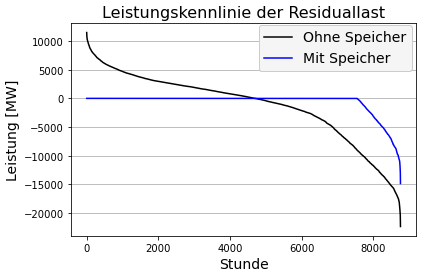 Leistungskennlinie der Residuallast
Ohne Speicher
Mit Speicher
Leistung [MW]
10000
5000
0
−5000
−10000
−15000
−20000
0 2000 4000 6000 8000
Stunde